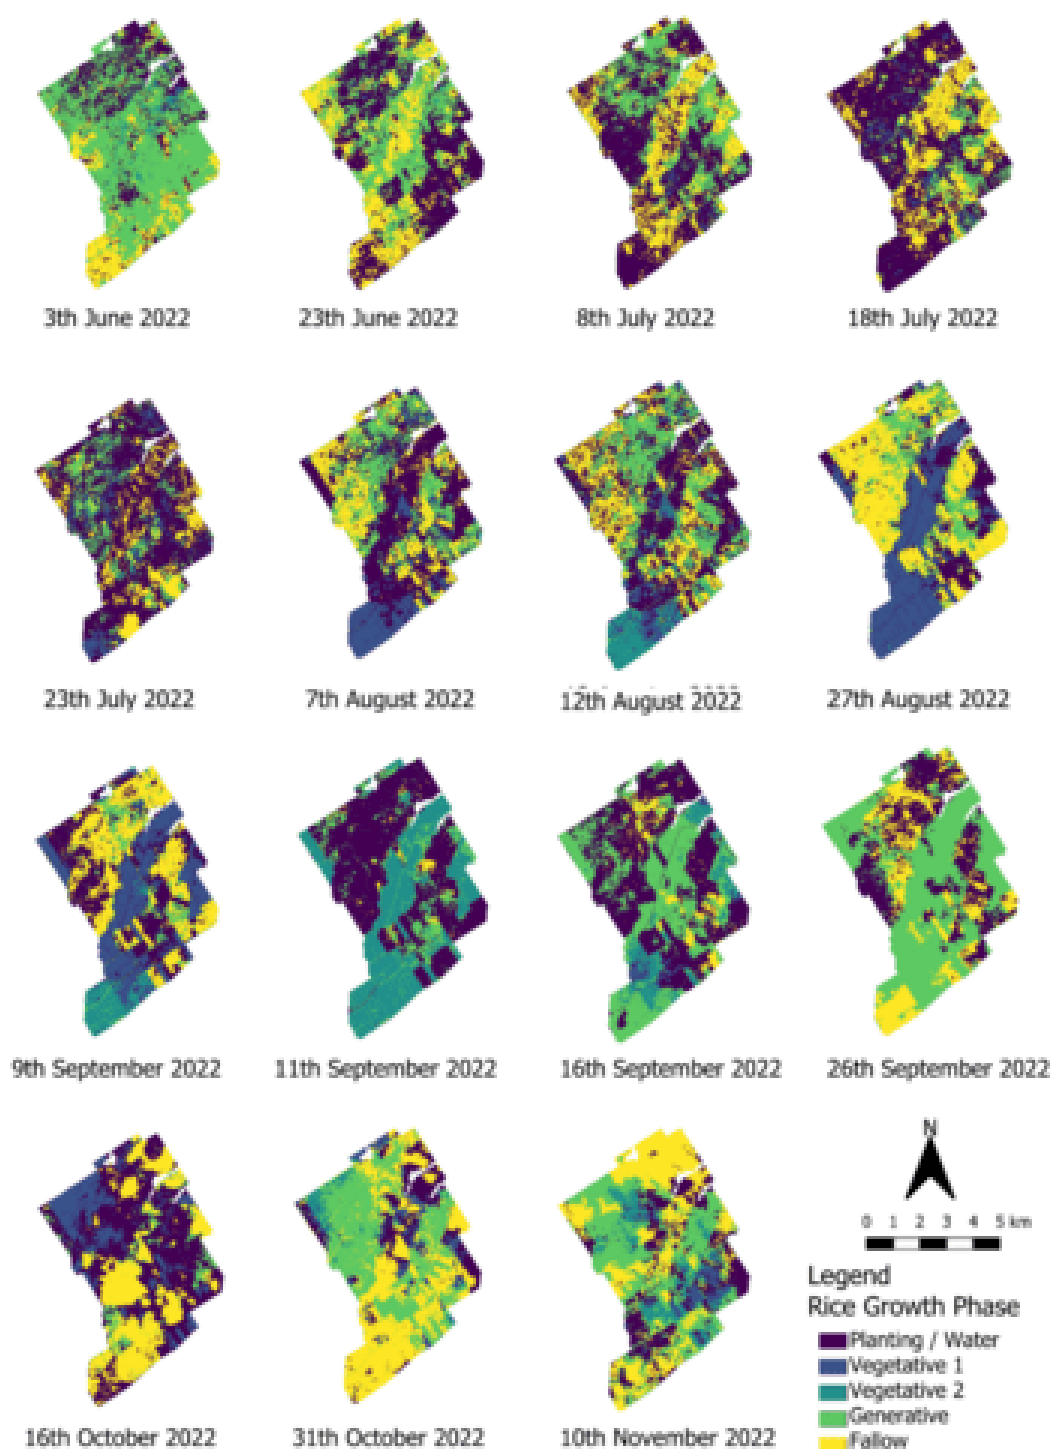 3th June 2022
23th June 2022
8th July 2022
18th July 2022
23th July 2022
7th August 2022
12th August 2022
27th August 2022
9th September 2022
11th September 2022
16th September 2022
26th September 2022
N
0 1 2 3 4 5 km
Legend
Rice Growth Phase
Planting / Water
Vegetative 1
Vegetative 2
Generative
Fallow
16th October 2022
31th October 2022
10th November 2022